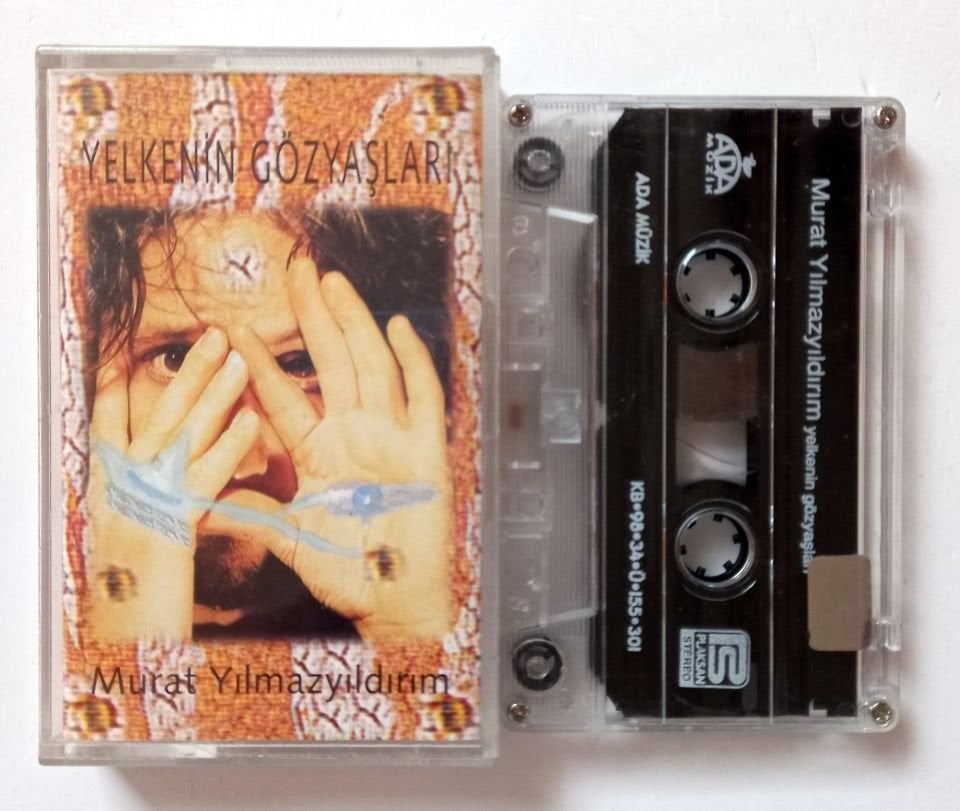 YELKENİN GÖZYAŞLARI
Murat Yılmazyıldırım
ADA
MÜZİK
ADA MÜZİK
Murat Yılmazyıldırım yelkenin gözyaşları
KB•98•34•Ü•155•301
PLAKSAN
STEREO